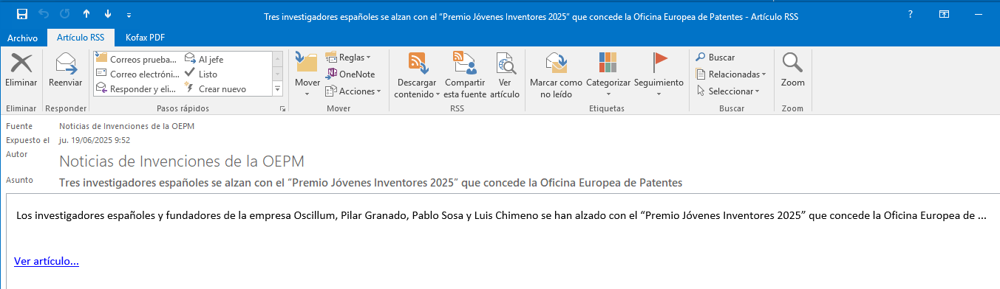 Tres investigadores españoles se alzan con el “Premio Jóvenes Inventores 2025” que concede la Oficina Europea de Patentes - Artículo RSS
?
Archivo Artículo RSS Kofax PDF
Eliminar
Reenviar
Correos prueba...
Al jefe
Correo electróni...
Listo
Responder y eli...
Crear nuevo
Mover
Reglas
OneNote
Acciones
Descargar
contenido
Compartir
esta fuente
Ver
artículo
Marcar como
no leído
Categorizar
Seguimiento
Buscar
Relacionadas
Seleccionar
Zoom
Eliminar Responder Pasos rápidos Mover RSS Etiquetas Buscar Zoom
Fuente Noticias de Invenciones de la OEPM
Expuesto el ju. 19/06/2025 9:52
Autor Noticias de Invenciones de la OEPM
Asunto Tres investigadores españoles se alzan con el “Premio Jóvenes Inventores 2025” que concede la Oficina Europea de Patentes
Los investigadores españoles y fundadores de la empresa Oscillum, Pilar Granado, Pablo Sosa y Luis Chimeno se han alzado con el “Premio Jóvenes Inventores 2025” que concede la Oficina Europea de ...
Ver artículo...